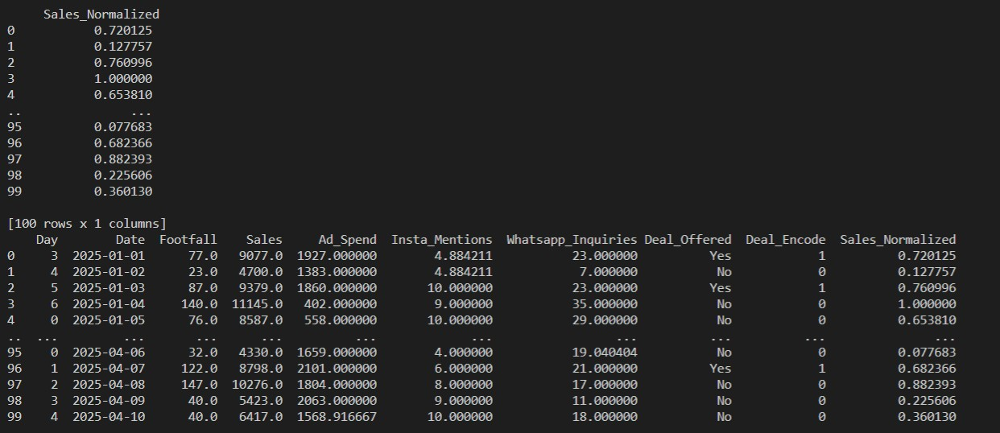 Sales_Normalized
0 0.720125
1 0.127757
2 0.760996
3 1.000000
4 0.653810
.. ...
95 0.077683
96 0.682366
97 0.882393
98 0.225606
99 0.360130
[100 rows x 1 columns]
Day Date Footfall Sales Ad_Spend Insta_Mentions Whatsapp_Inquiries Deal_Offered Deal_Encode Sales_Normalized
0 3 2025-01-01 77.0 9077.0 1927.000000 4.884211 23.000000 Yes 1 0.720125
1 4 2025-01-02 23.0 4700.0 1383.000000 4.884211 7.000000 No 0 0.127757
2 5 2025-01-03 87.0 9379.0 1860.000000 10.000000 23.000000 Yes 1 0.760996
3 6 2025-01-04 140.0 11145.0 402.000000 9.000000 35.000000 No 0 1.000000
4 0 2025-01-05 76.0 8587.0 558.000000 10.000000 29.000000 No 0 0.653810
.. ... ... ... ... ... ... ... ... ... ...
95 0 2025-04-06 32.0 4330.0 1659.000000 4.000000 19.040404 No 0 0.077683
96 1 2025-04-07 122.0 8798.0 2101.000000 6.000000 21.000000 Yes 1 0.682366
97 2 2025-04-08 147.0 10276.0 1804.000000 8.000000 17.000000 No 0 0.882393
98 3 2025-04-09 40.0 5423.0 2063.000000 9.000000 11.000000 No 0 0.225606
99 4 2025-04-10 40.0 6417.0 1568.916667 10.000000 18.000000 No 0 0.360130